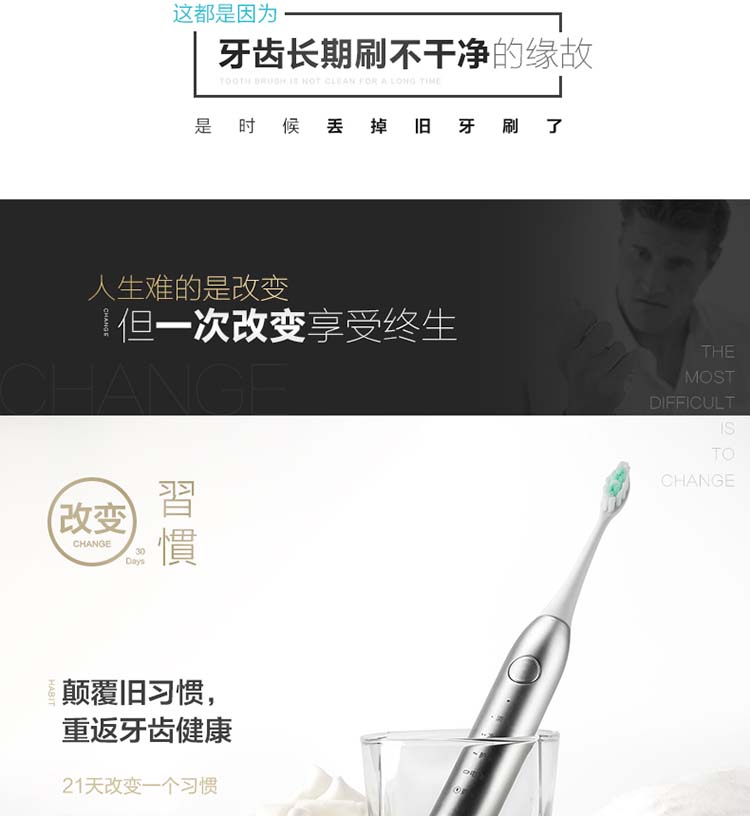 这都是因为
牙齿长期刷不干净的缘故
TOOTH BRUSH IS NOT CLEAN FOR A LONG TIME
是时候丢掉旧牙刷了
人生难的是改变
CHANGE
但一次改变享受终生
CHANGE
THE
MOST
DIFFICULT
IS
TO
CHANGE
改变
CHANGE
30
Days
習
慣
HABIT
颠覆旧习惯,
重返牙齿健康
21天改变一个习惯